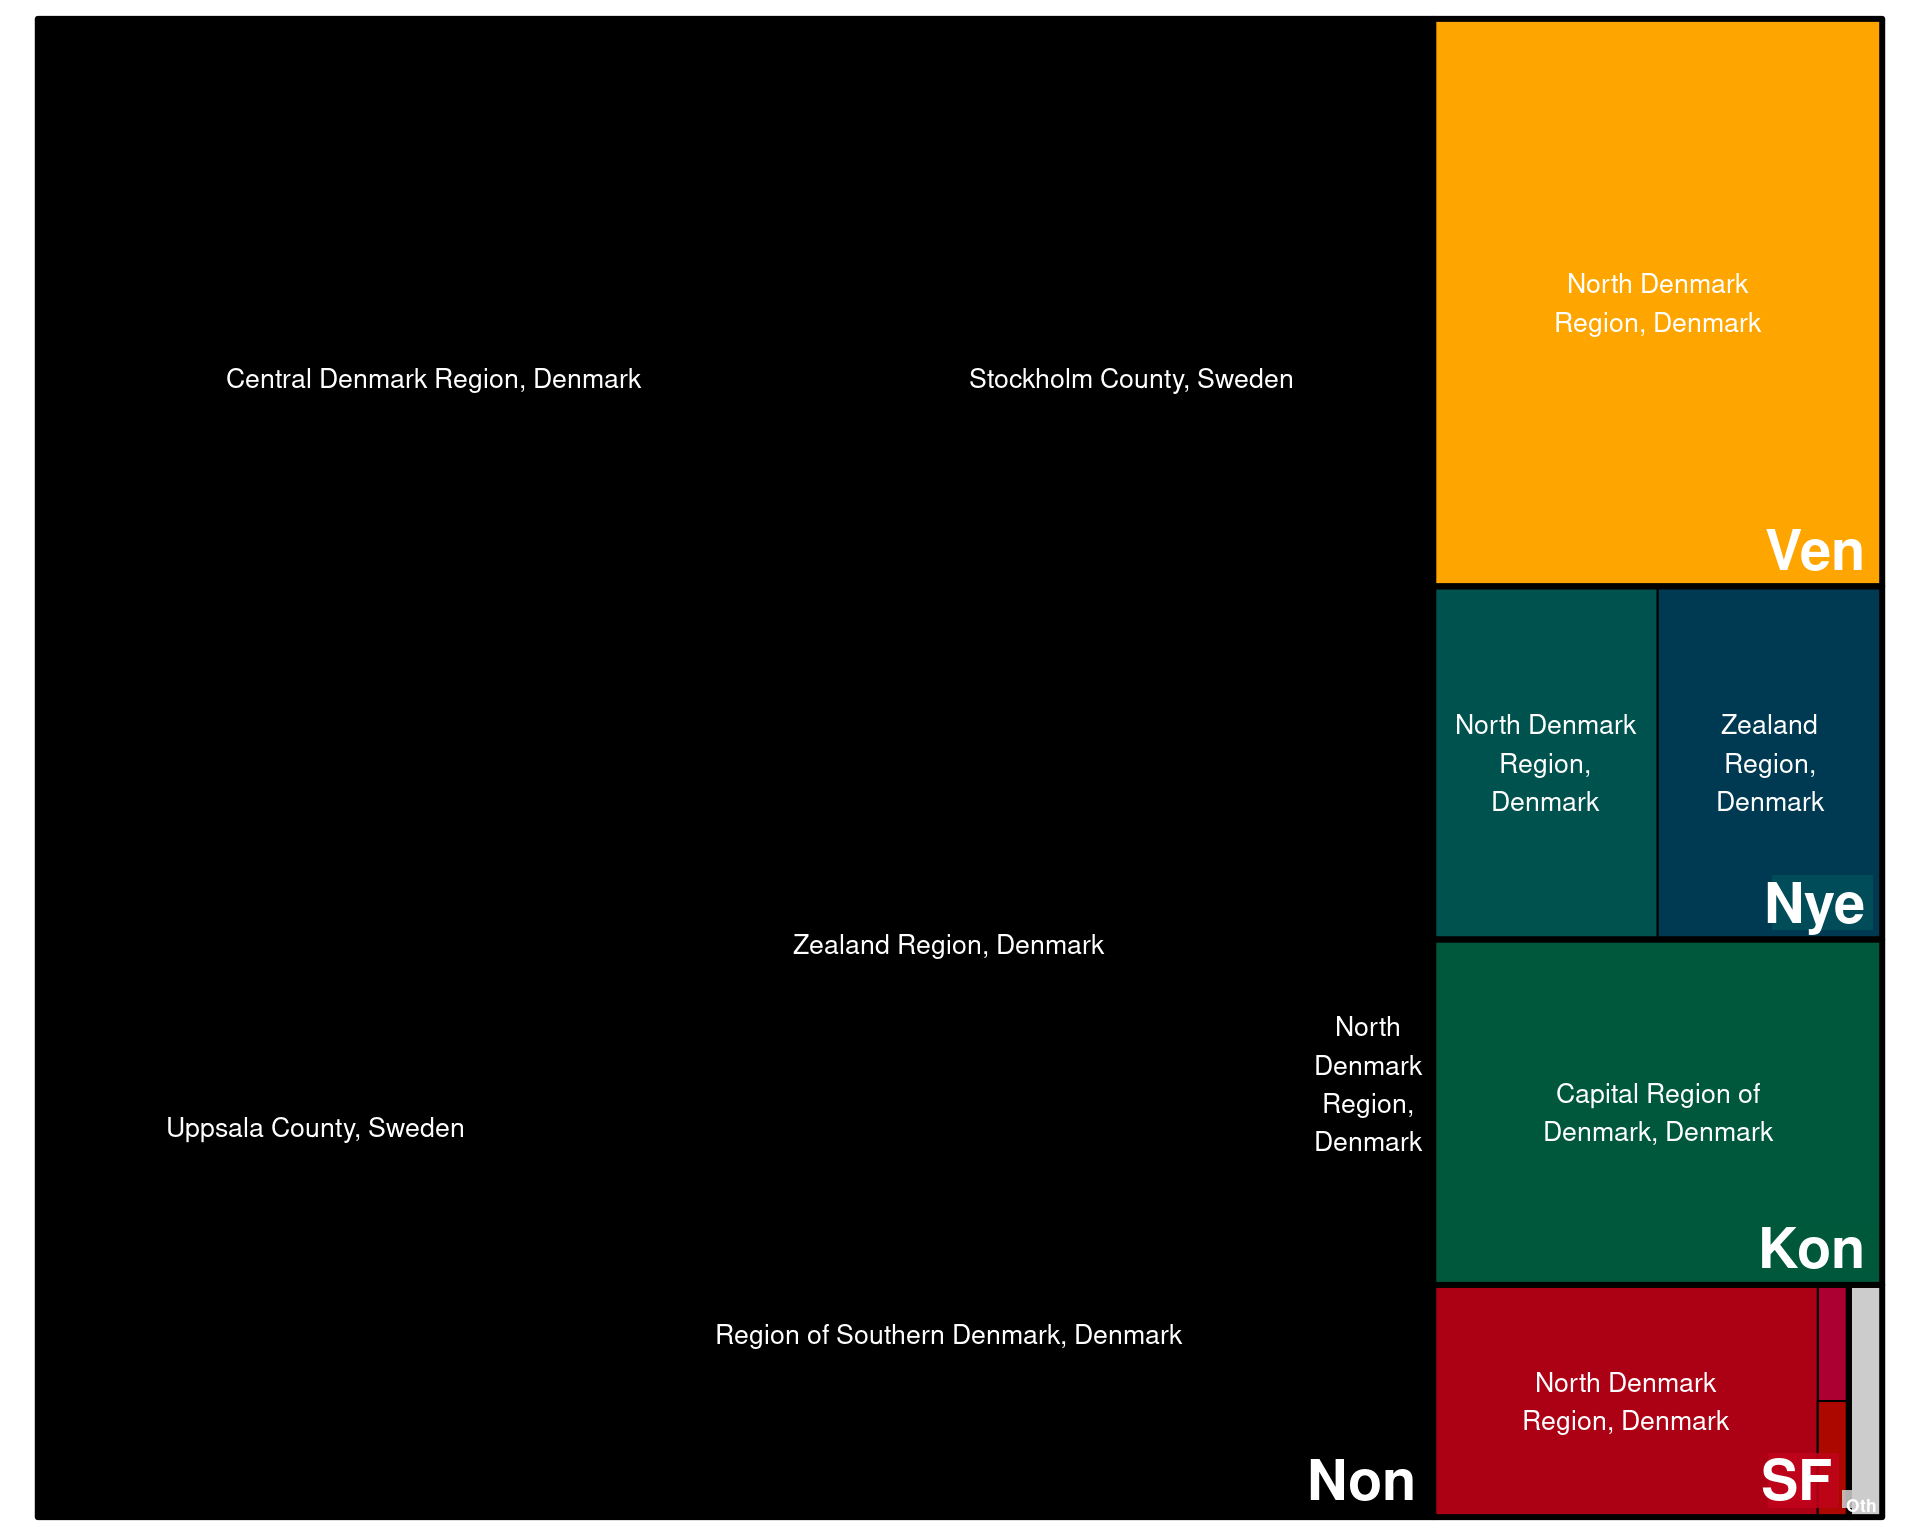 Central Denmark Region, Denmark
Stockholm County, Sweden
Zealand Region, Denmark
Uppsala County, Sweden
North
Denmark
Region,
Denmark
Region of Southern Denmark, Denmark
Non
North Denmark
Region, Denmark
Ven
North Denmark
Region,
Denmark
Zealand
Region,
Denmark
Nye
Capital Region of
Denmark, Denmark
Kon
North Denmark
Region, Denmark
SF
Oth